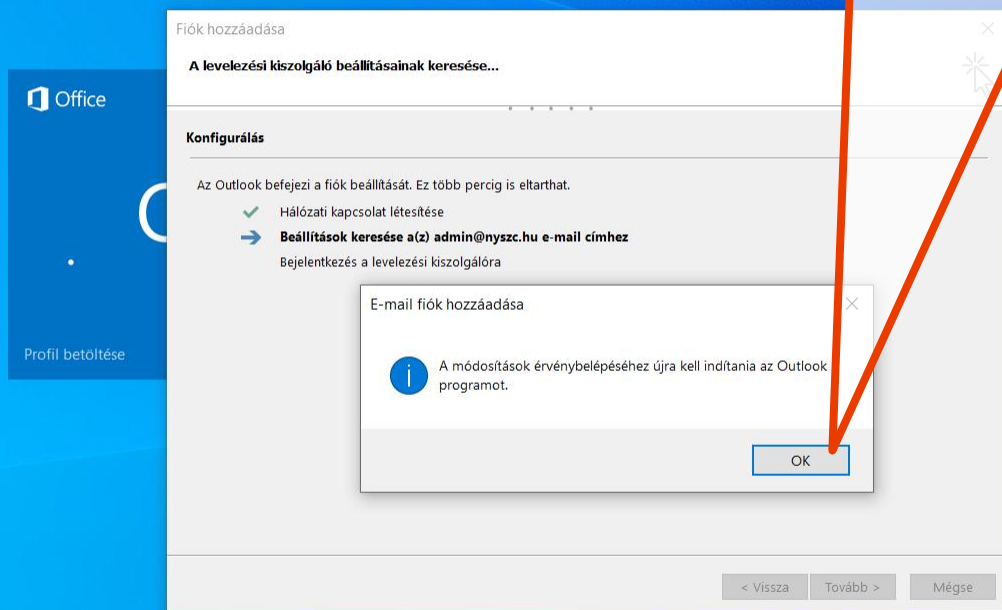 Fiók hozzáadása
A levelezési kiszolgáló beállításainak keresése...
Office
Konfigurálás
Az Outlook befejezi a fiók beállítását. Ez több percig is eltarthat.
Hálózati kapcsolat létesítése
Beállítások keresése a(z) admin@nyszc.hu e-mail címhez
Bejelentkezés a levelezési kiszolgálóra
E-mail fiók hozzáadása
Profil betöltése
A módosítások érvénybelépéséhez újra kell indítania az Outlook
programot.
OK
< Vissza
Tovább >
Mégse